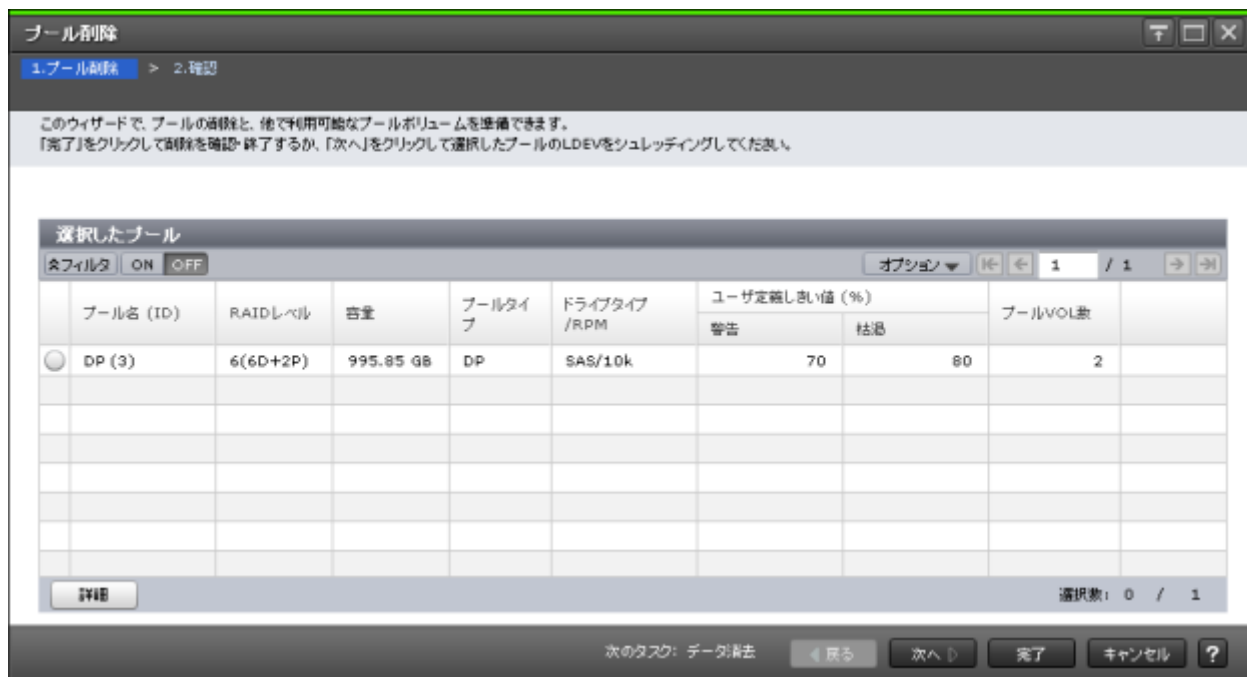 プール削除
1.プール削除 > 2.確認
このウィザードで、プールの削除と、他で利用可能なプールボリュームを準備できます。
「完了」をクリックして削除を確認・終了するか、「次へ」をクリックして選択したプールのLDEVをシュレッディングしてください。
選択したプール
フィルタ ON OFF オプション 1 / 1
プール名 (ID) RAIDレベル 容量 プールタイプ ドライブタイプ/RPM ユーザ定義しきい値 (%) 警告 枯渇 プールVOL数
DP (3) 6(6D+2P) 995.85 GB DP SAS/10k 70 80 2
詳細 選択数: 0 / 1
次のタスク: データ消去 戻る 次へ 完了 キャンセル ?